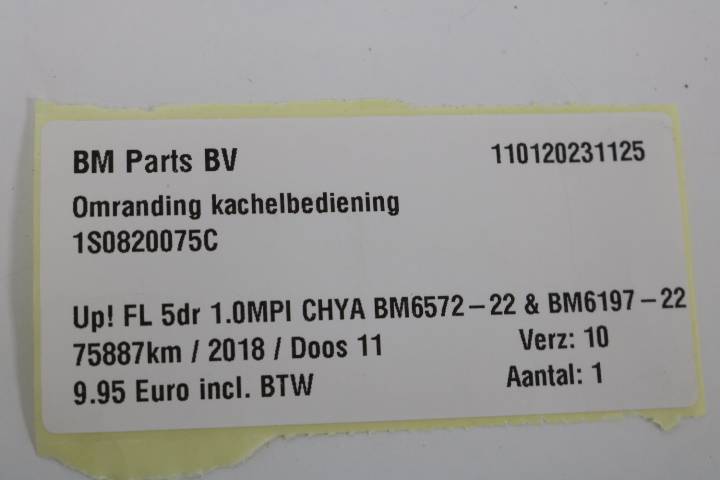 BM Parts BV 110120231125
Omranding kachelbediening
1S0820075C
Up! FL 5dr 1.0MPI CHYA BM6572-22 & BM6197-22
75887km / 2018 / Doos 11 Verz: 10
9.95 Euro incl. BTW Aantal: 1